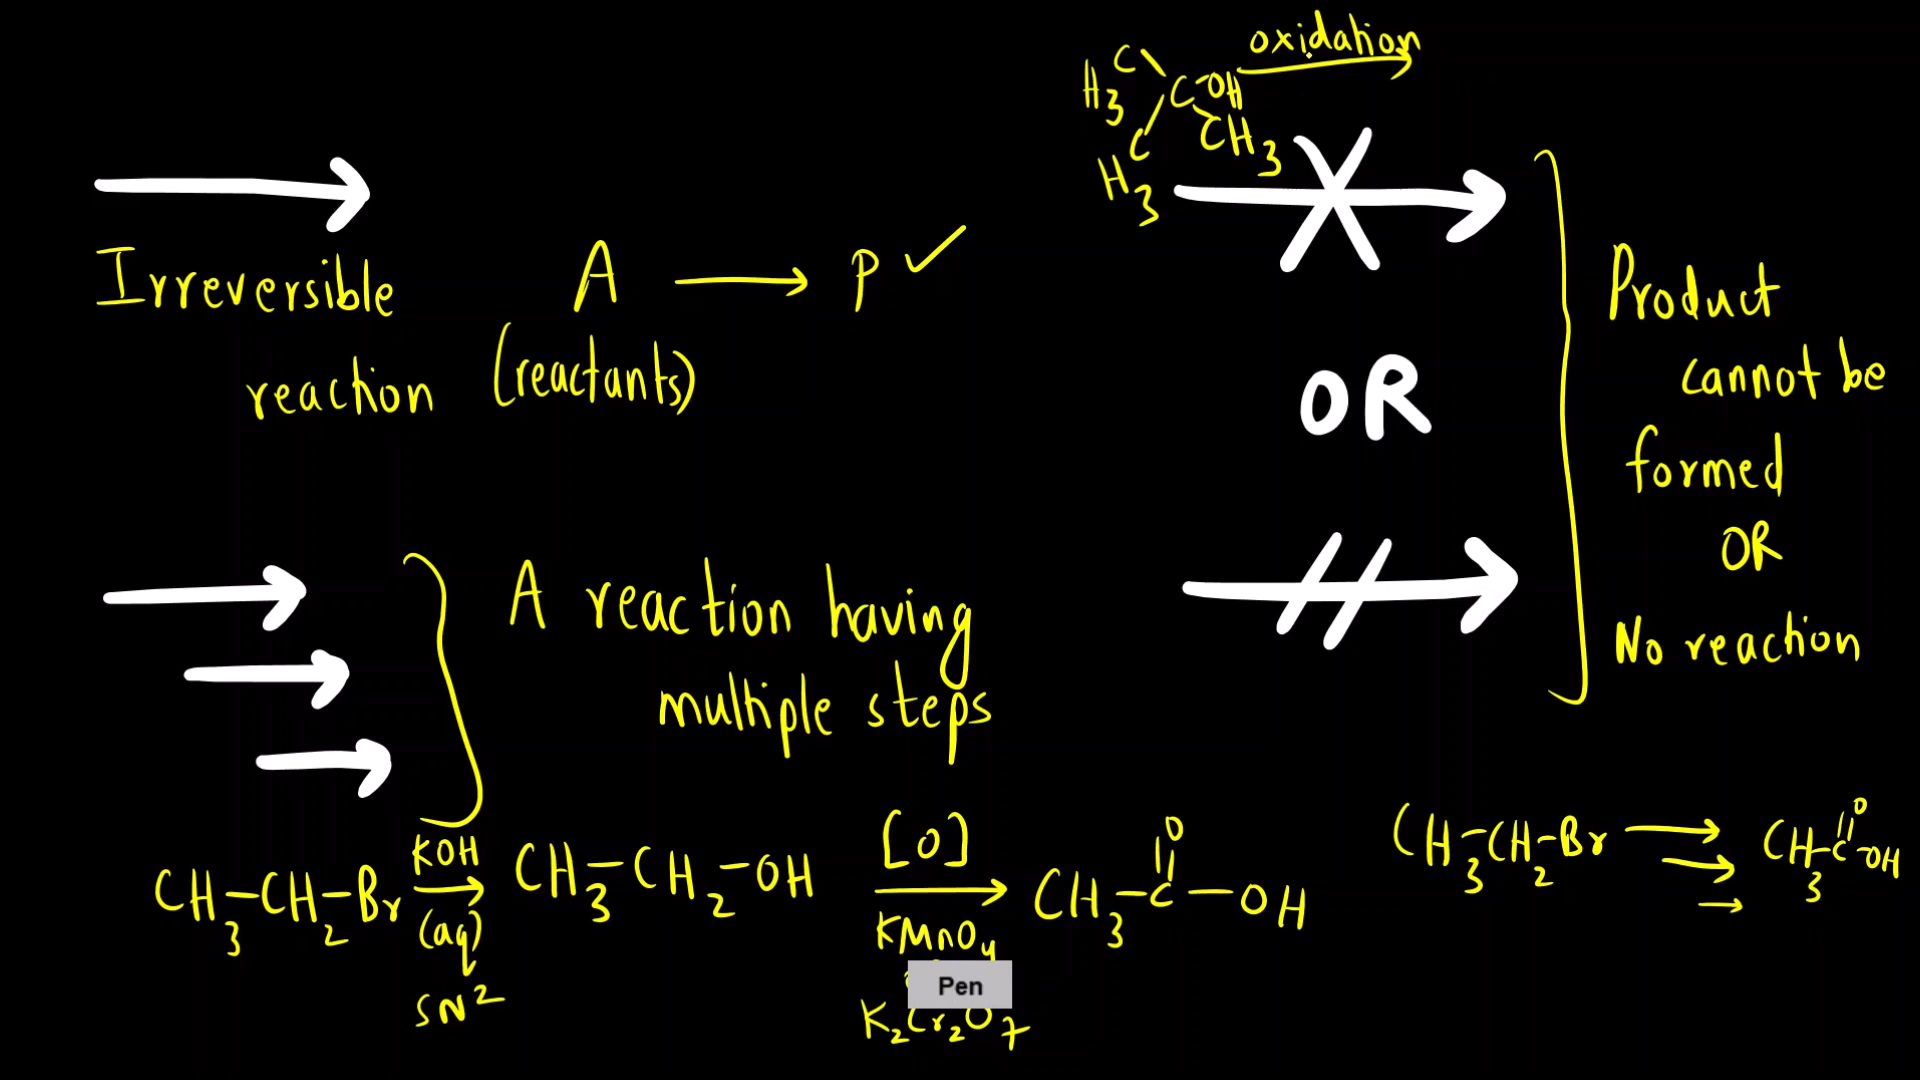 oxidation
H3C
C-OH
CH3
H3C
Irreversible
reaction
A ⟶ P ✓
(reactants)
OR
Product
cannot be
formed
OR
No reaction
A reaction having
multiple steps
CH3-CH2-Br
KOH
(aq)
SN2
CH3-CH2-OH
[O]
KMnO4
Pen
K2Cr2O7
CH3-C-OH
O
CH3-CH2-Br
CH3-C-OH
O